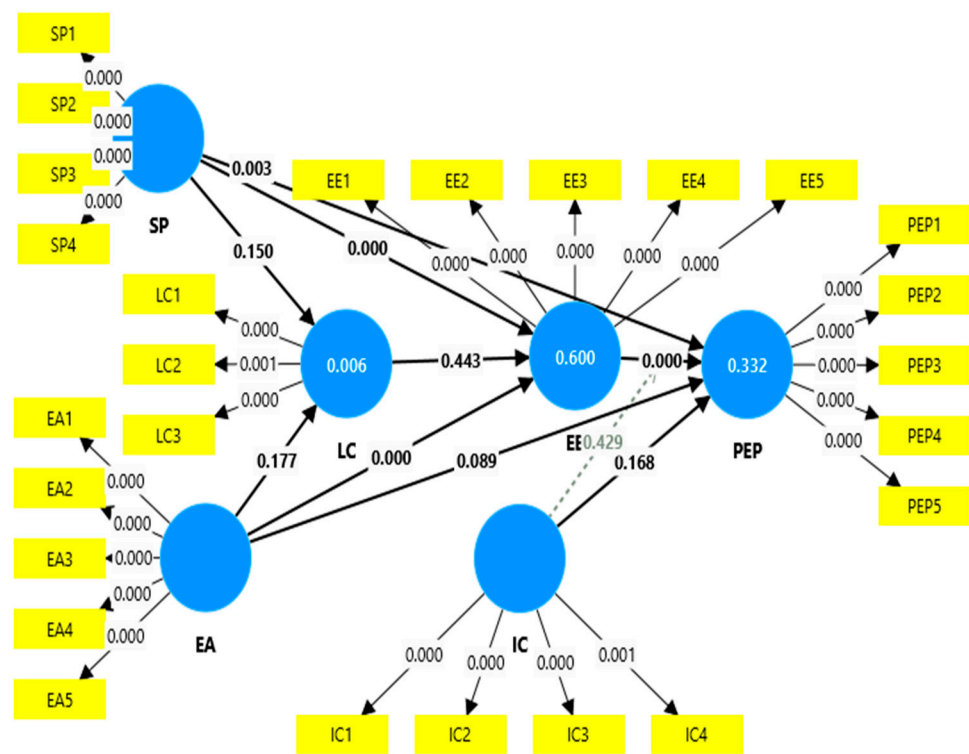 SP1
0.000
SP2
0.000
0.000
SP3
0.000
SP4
SP
0.003
0.150
0.000
EE1
EE2
EE3
EE4
EE5
0.000
0.000
0.000
0.000
0.000
PEP1
0.000
PEP2
0.000
PEP3
0.000
PEP4
0.000
PEP5
0.000
LC1
0.000
LC2
0.001
LC3
0.000
0.006
LC
0.443
0.600
0.000
0.332
PEP
0.429
0.168
0.177
0.000
0.089
EA1
0.000
EA2
0.000
EA3
0.000
EA4
0.000
EA5
0.000
EA
IC
0.000
0.000
0.000
0.001
IC1
IC2
IC3
IC4